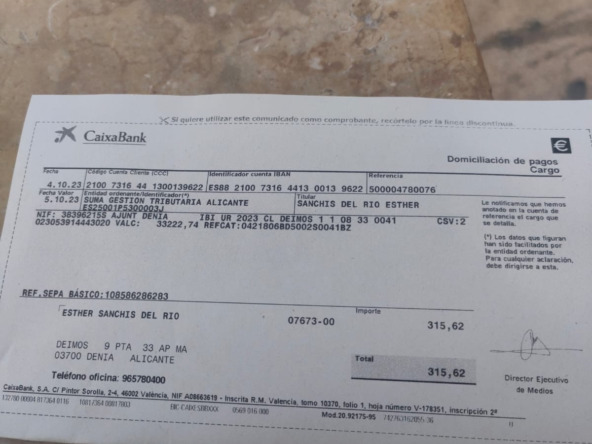 Si quiere utilizar este comunicado como comprobante, recórtelo por la línea discontinua.
CaixaBank
Domiciliación de pagos
Cargo
Fecha Código Cuenta Cliente (CCC) Identificador cuenta IBAN Referencia
4.10.23 2100 7316 44 1300139622 ES88 2100 7316 4413 0013 9622 500004780076
Fecha Valor Entidad ordenante/Identificador:(*) Titular
5.10.23 SUMA GESTION TRIBUTARIA ALICANTE SANCHIS DEL RIO ESTHER
ES25001P5300003J
NIF: 38396215S AJUNT DENIA IBI UR 2023 CL DEIMOS 1 1 08 33 0041 CSV:2
023053914443020 VALC: 33222,74 REFCAT:0421806BD5002S0041BZ
Le notificamos que hemos
anotado en la cuenta de
referencia el cargo que
se detalla.
(*) Los datos que figuran
han sido facilitados por
la entidad ordenante.
Para cualquier aclaración,
debe dirigirse a esta.
REF.SEPA BÁSICO:108586286283
Importe
ESTHER SANCHIS DEL RIO 07673-00 315,62
DEIMOS 9 PTA 33 AP MA
03700 DENIA ALICANTE
Total
315,62
Teléfono oficina: 965780400
Director Ejecutivo
de Medios
CaixaBank, S.A. C/ Pintor Sorolla, 2-4, 46002 València, NIF A08663619 - Inscrita R.M. Valencia, tomo 10370, folio 1, hoja número V-178351, inscripción 2ª
Mod.20.92175-95